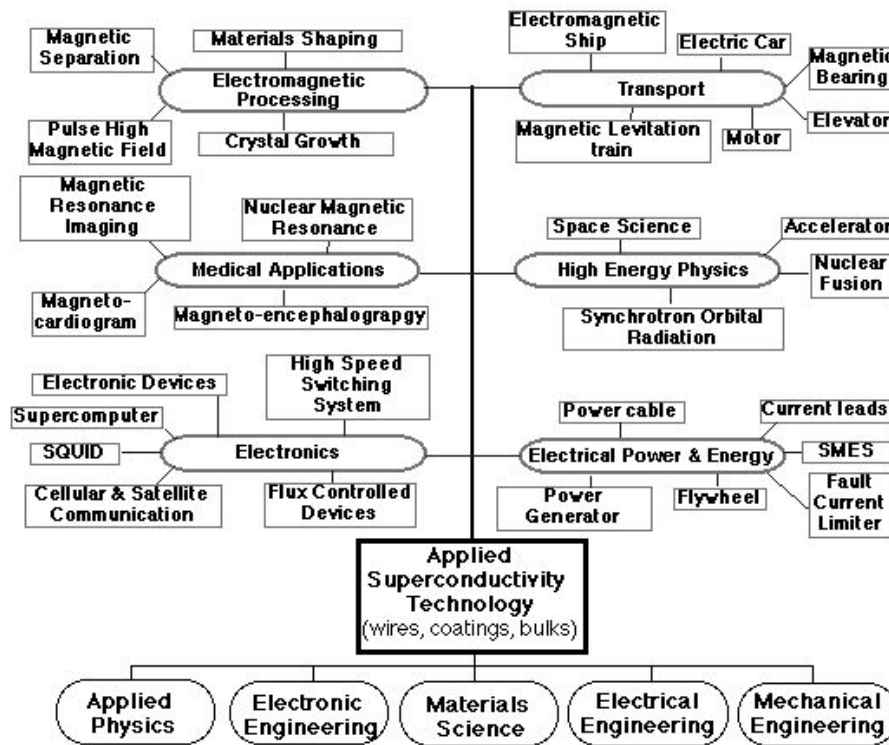 Magnetic
Separation
Materials Shaping
Electromagnetic
Processing
Pulse High
Magnetic Field
Crystal Growth
Electromagnetic
Ship
Electric Car
Magnetic
Bearing
Transport
Elevator
Magnetic Levitation
train
Motor
Magnetic
Resonance
Imaging
Nuclear Magnetic
Resonance
Medical Applications
Magneto-
cardiogram
Magneto-encephalograpgy
Space Science
Accelerator
High Energy Physics
Nuclear
Fusion
Synchrotron Orbital
Radiation
Electronic Devices
High Speed
Switching
System
Supercomputer
SQUID
Electronics
Cellular & Satellite
Communication
Flux Controlled
Devices
Power cable
Current leads
Electrical Power & Energy
SMES
Power
Generator
Flywheel
Fault
Current
Limiter
Applied
Superconductivity
Technology
(wires, coatings, bulks)
Applied
Physics
Electronic
Engineering
Materials
Science
Electrical
Engineering
Mechanical
Engineering